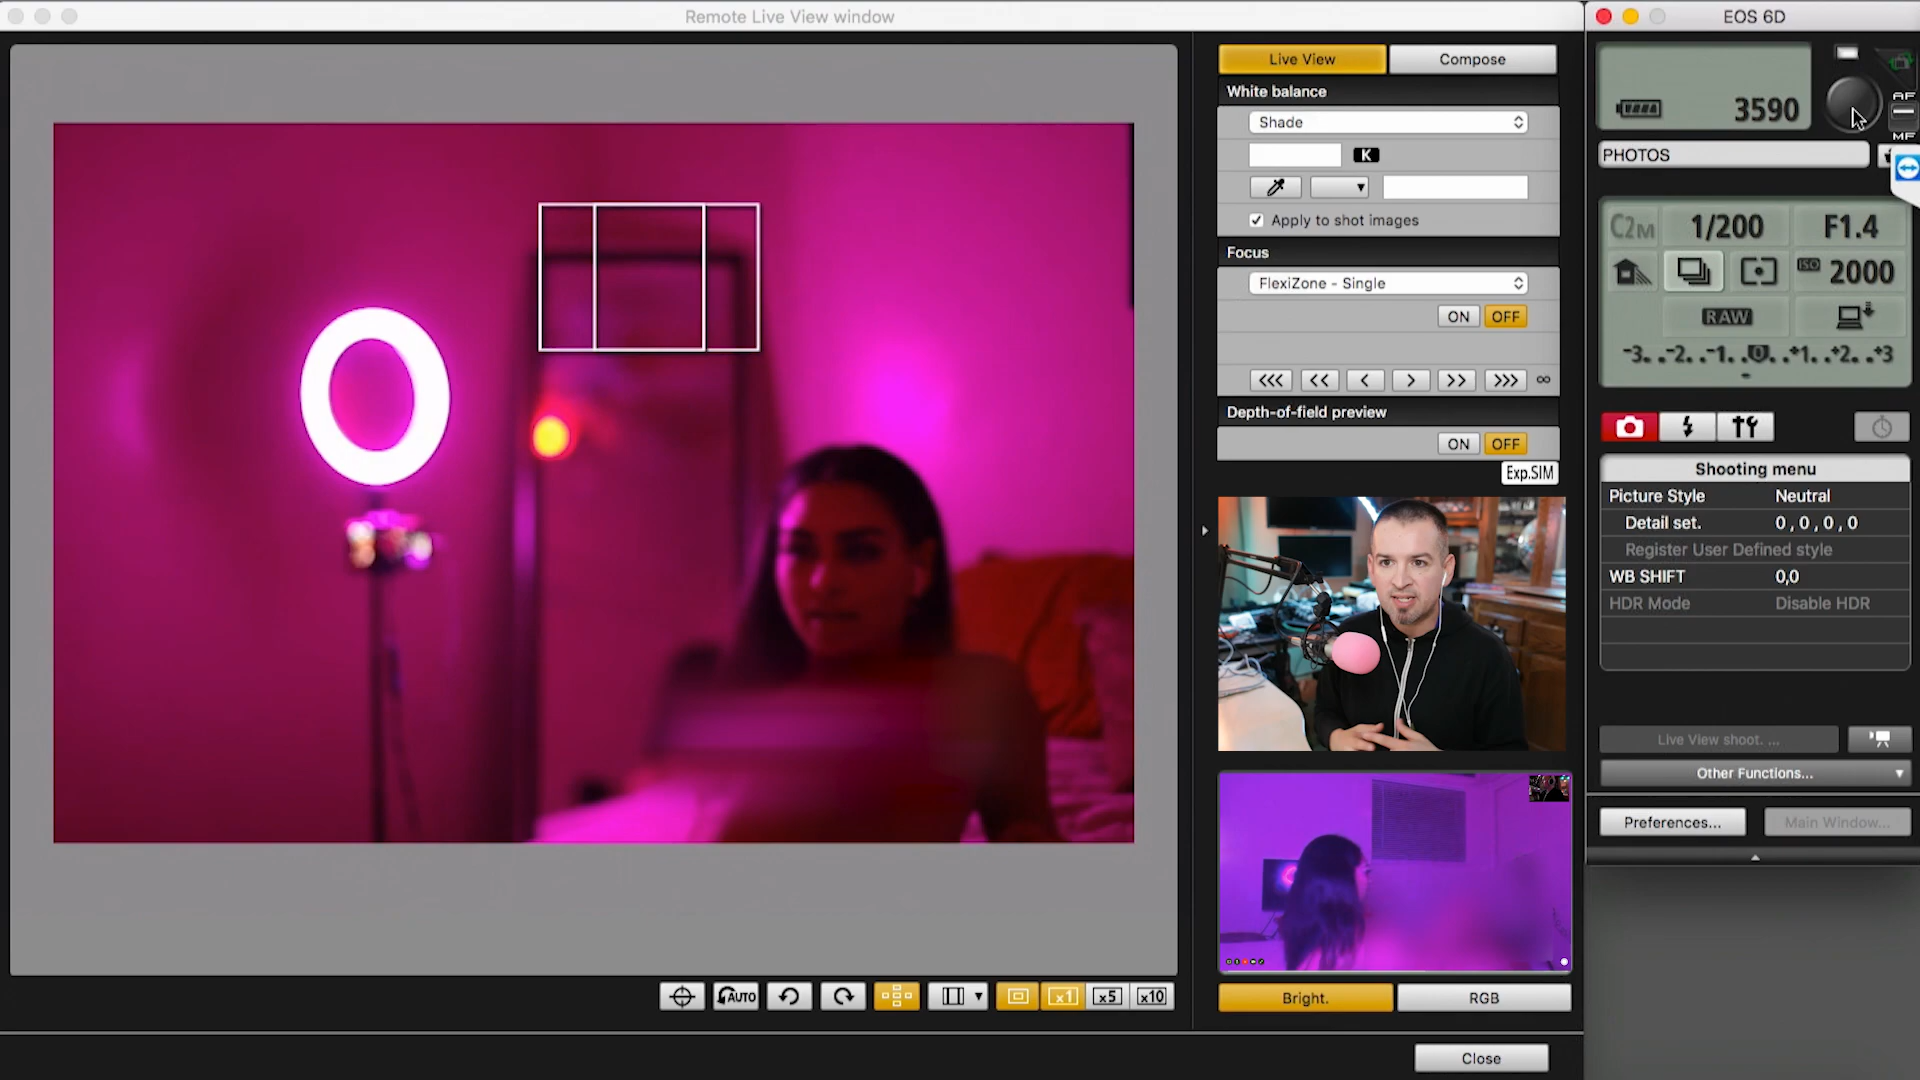 Remote Live View window
EOS 6D
Live View
Compose
White balance
Shade
K
Apply to shot images
Focus
FlexiZone - Single
ON OFF
<<< << < > >> >>> ∞
Depth-of-field preview
ON OFF
Exp.SIM
AUTO
x1 x5 x10
Bright.
RGB
Close
3590
AF
MF
PHOTOS
C2M 1/200 F1.4
ISO 2000
RAW
-3..-2..-1..0..+1..+2..+3
Shooting menu
Picture Style Neutral
Detail set. 0,0,0,0
Register User Defined style
WB SHIFT 0,0
HDR Mode Disable HDR
Live View shoot. ...
Other Functions...
Preferences...
Main Window...